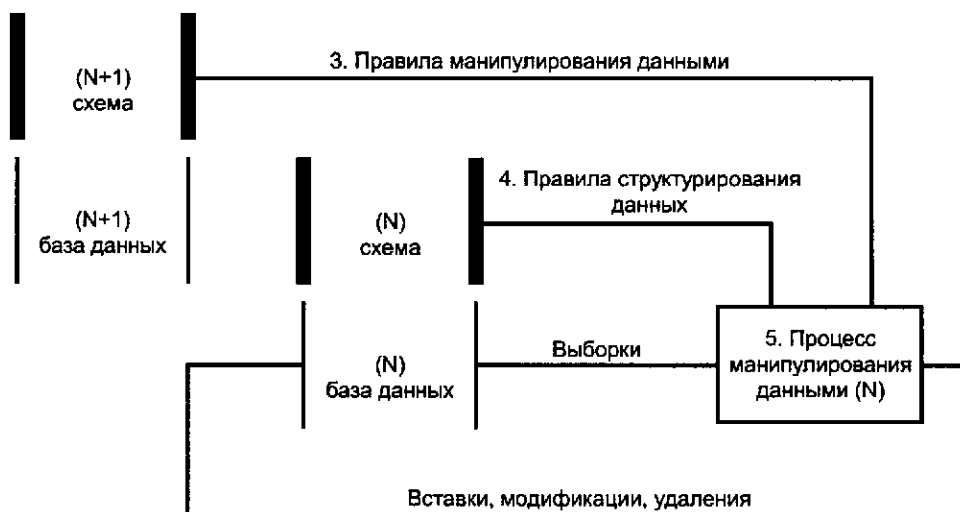 3. Правила манипулирования данными
(N+1)
схема
4. Правила структурирования
данных
(N+1)
база данных
(N)
схема
5. Процесс
манипулирования
данными (N)
Выборки
(N)
база данных
Вставки, модификации, удаления